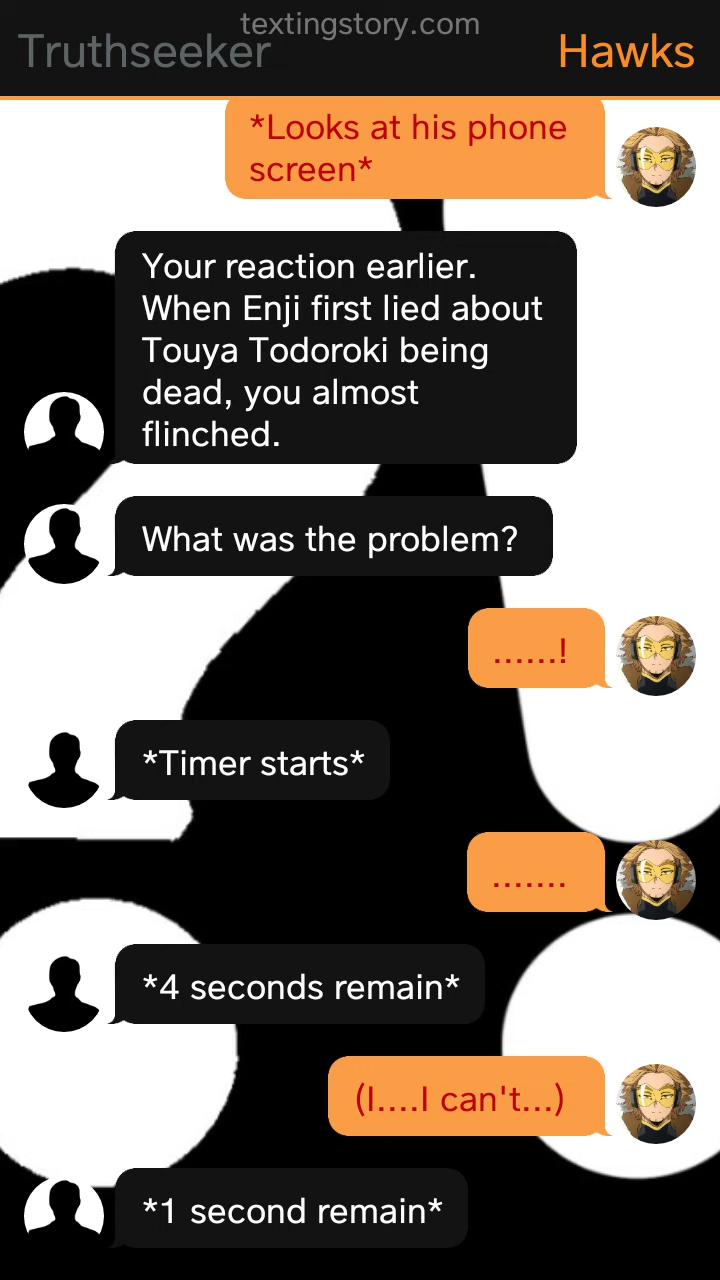 textingstory.com
Truthseeker
Hawks
*Looks at his phone
screen*
Your reaction earlier.
When Enji first lied about
Touya Todoroki being
dead, you almost
flinched.
What was the problem?
......!
*Timer starts*
.......
*4 seconds remain*
(I....I can't...)
*1 second remain*